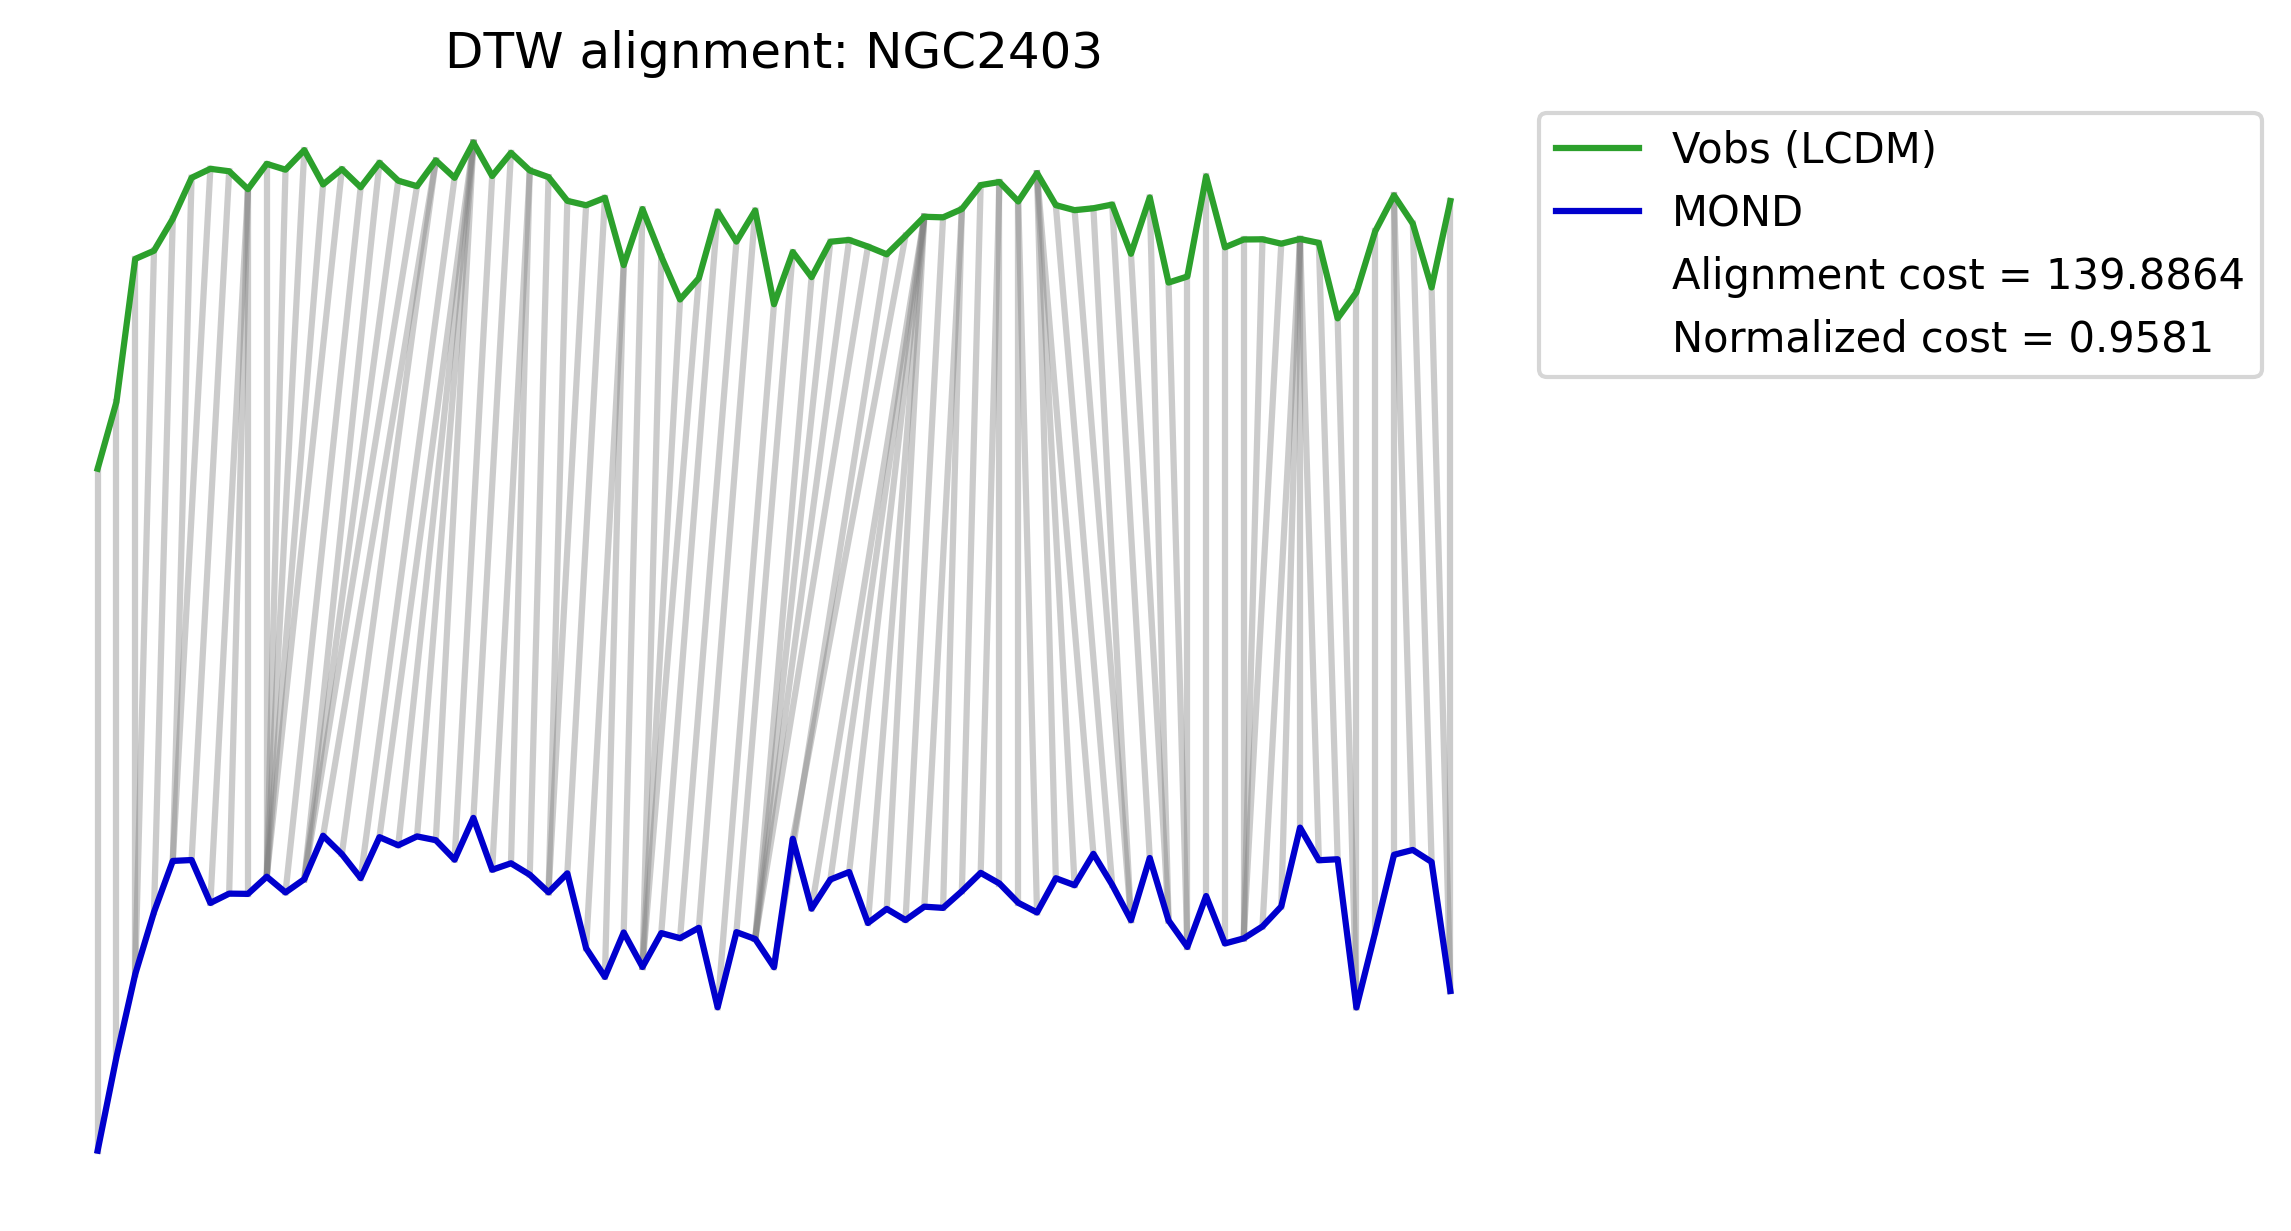 DTW alignment: NGC2403
Vobs (LCDM)
MOND
Alignment cost = 139.8864
Normalized cost = 0.9581